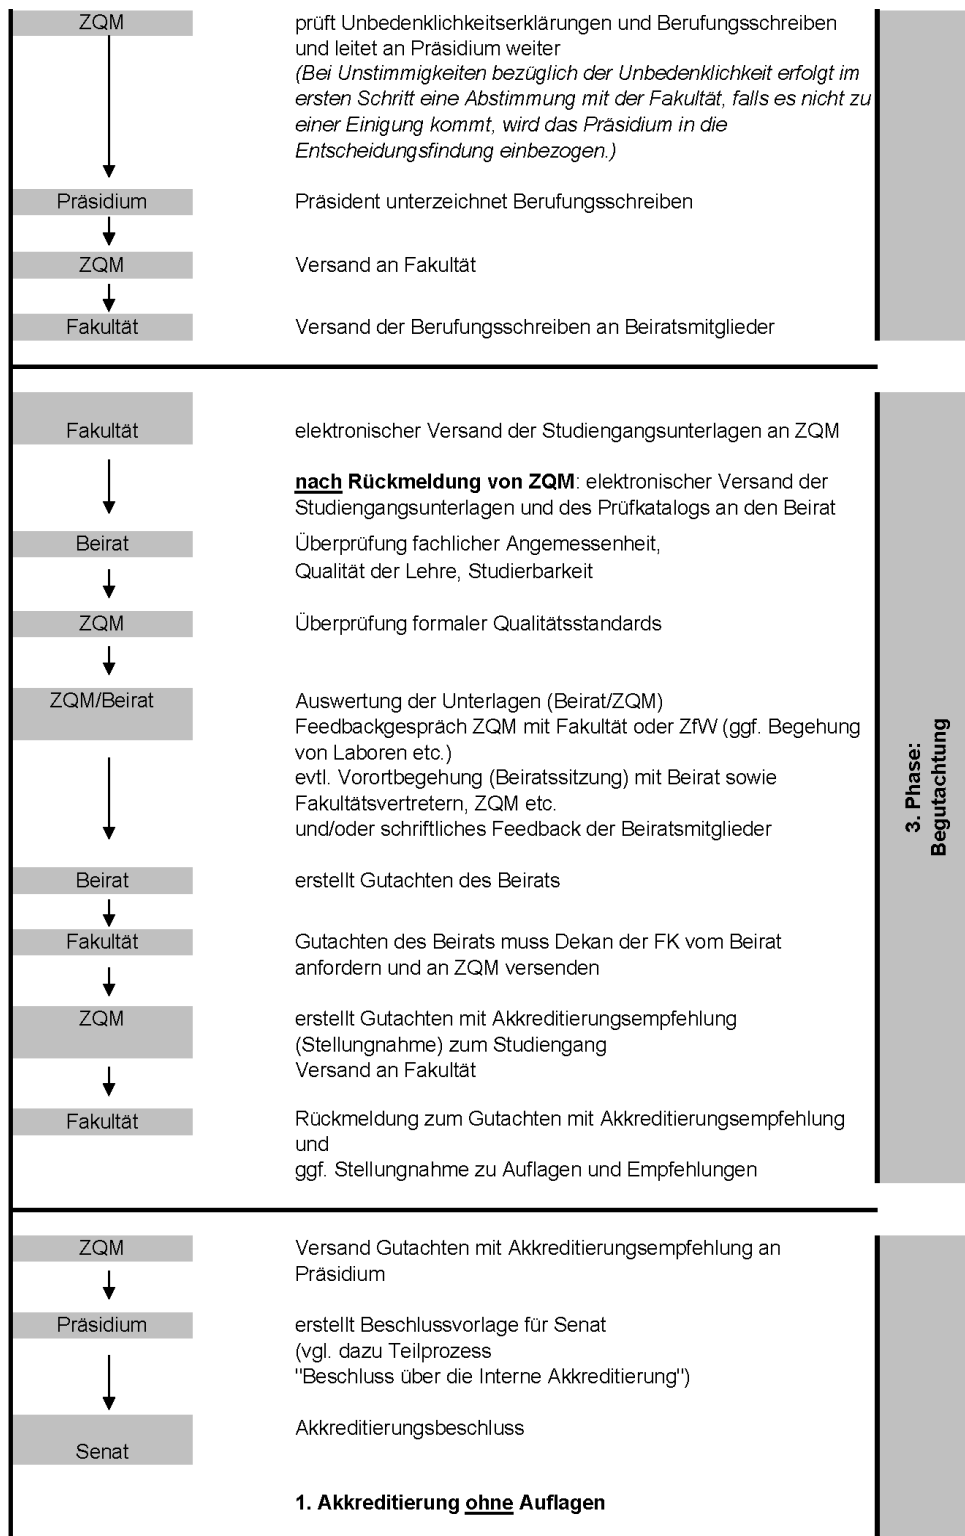 ZQM
prüft Unbedenklichkeitserklärungen und Berufungsschreiben
und leitet an Präsidium weiter
(Bei Unstimmigkeiten bezüglich der Unbedenklichkeit erfolgt im
ersten Schritt eine Abstimmung mit der Fakultät, falls es nicht zu
einer Einigung kommt, wird das Präsidium in die
Entscheidungsfindung einbezogen.)
Präsidium
Präsident unterzeichnet Berufungsschreiben
ZQM
Versand an Fakultät
Fakultät
Versand der Berufungsschreiben an Beiratsmitglieder
Fakultät
elektronischer Versand der Studiengangsunterlagen an ZQM
nach Rückmeldung von ZQM: elektronischer Versand der
Studiengangsunterlagen und des Prüfkatalogs an den Beirat
Beirat
Überprüfung fachlicher Angemessenheit,
Qualität der Lehre, Studierbarkeit
ZQM
Überprüfung formaler Qualitätsstandards
ZQM/Beirat
Auswertung der Unterlagen (Beirat/ZQM)
Feedbackgespräch ZQM mit Fakultät oder ZfW (ggf. Begehung
von Laboren etc.)
evtl. Vorortbegehung (Beiratssitzung) mit Beirat sowie
Fakultätsvertretern, ZQM etc.
und/oder schriftliches Feedback der Beiratsmitglieder
Beirat
erstellt Gutachten des Beirats
Fakultät
Gutachten des Beirats muss Dekan der FK vom Beirat
anfordern und an ZQM versenden
ZQM
erstellt Gutachten mit Akkreditierungsempfehlung
(Stellungnahme) zum Studiengang
Versand an Fakultät
Fakultät
Rückmeldung zum Gutachten mit Akkreditierungsempfehlung
und
ggf. Stellungnahme zu Auflagen und Empfehlungen
3. Phase:
Begutachtung
ZQM
Versand Gutachten mit Akkreditierungsempfehlung an
Präsidium
Präsidium
erstellt Beschlussvorlage für Senat
(vgl. dazu Teilprozess
"Beschluss über die Interne Akkreditierung")
Senat
Akkreditierungsbeschluss
1. Akkreditierung ohne Auflagen